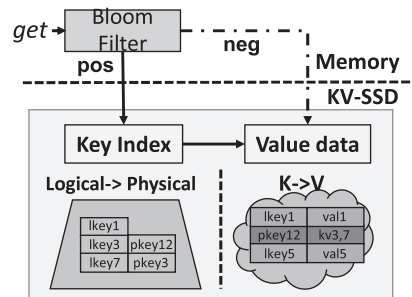 get
Bloom
Filter
neg
pos
Memory
KV-SSD
Key Index
Value data
Logical-> Physical
K->V
lkey1
lkey3 pkey12
lkey7 pkey3
lkey1 val1
pkey12 kv3,7
lkey5 val5